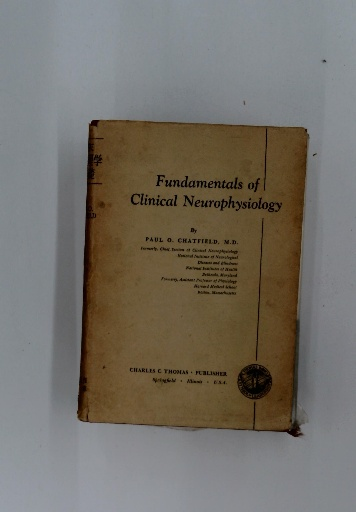 Fundamentals of
Clinical Neurophysiology
By
PAUL O. CHATFIELD, M.D.
Formerly, Chief, Section of Clinical Neurophysiology
National Institute of Neurological
Diseases and Blindness
National Institutes of Health
Bethesda, Maryland
Formerly, Assistant Professor of Physiology
Harvard Medical School
Boston, Massachusetts
CHARLES C THOMAS · PUBLISHER
Springfield · Illinois · U.S.A.